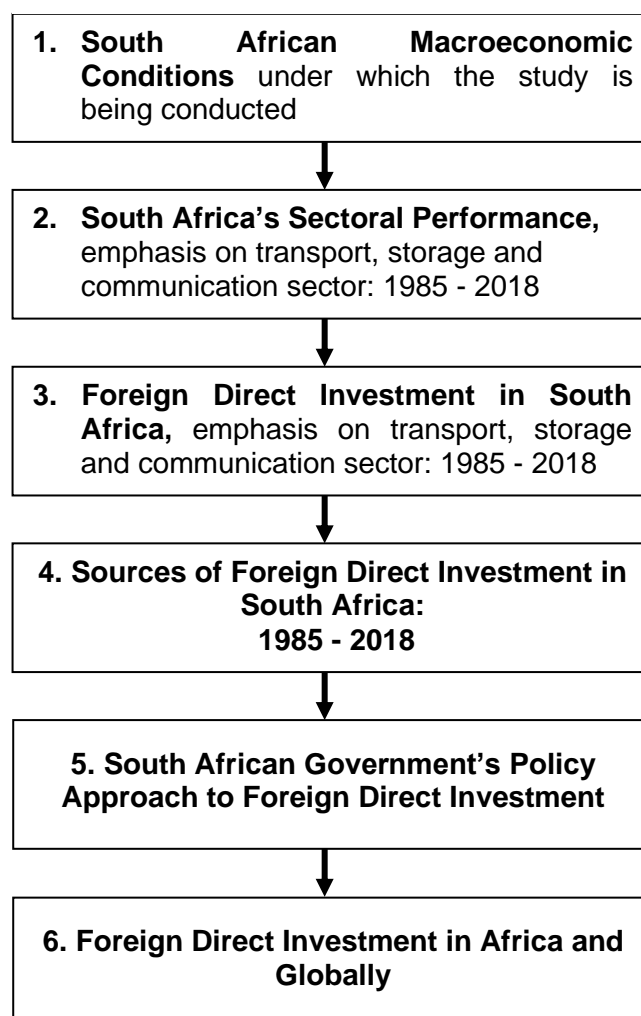 1. South African Macroeconomic
Conditions under which the study is
being conducted
2. South Africa’s Sectoral Performance,
emphasis on transport, storage and
communication sector: 1985 - 2018
3. Foreign Direct Investment in South
Africa, emphasis on transport, storage
and communication sector: 1985 - 2018
4. Sources of Foreign Direct Investment in
South Africa:
1985 - 2018
5. South African Government’s Policy
Approach to Foreign Direct Investment
6. Foreign Direct Investment in Africa and
Globally